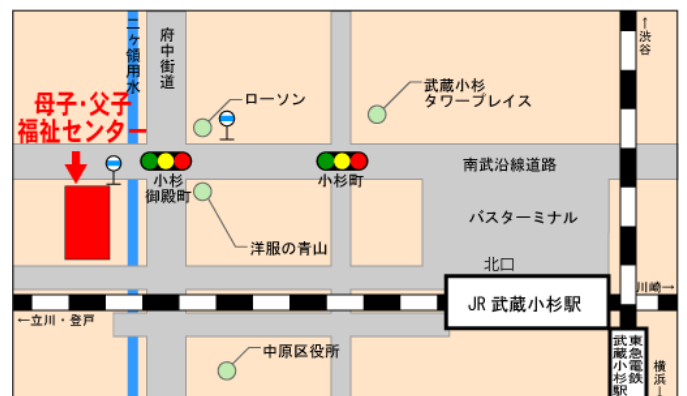 二ヶ領用水
府中街道
↑渋谷
母子・父子
福祉センター
ローソン
武蔵小杉
タワープレイス
小杉
御殿町
小杉町
南武沿線道路
洋服の青山
バスターミナル
北口
JR 武蔵小杉駅
川崎→
←立川・登戸
中原区役所
東急電鉄
武蔵小杉駅
横浜↓